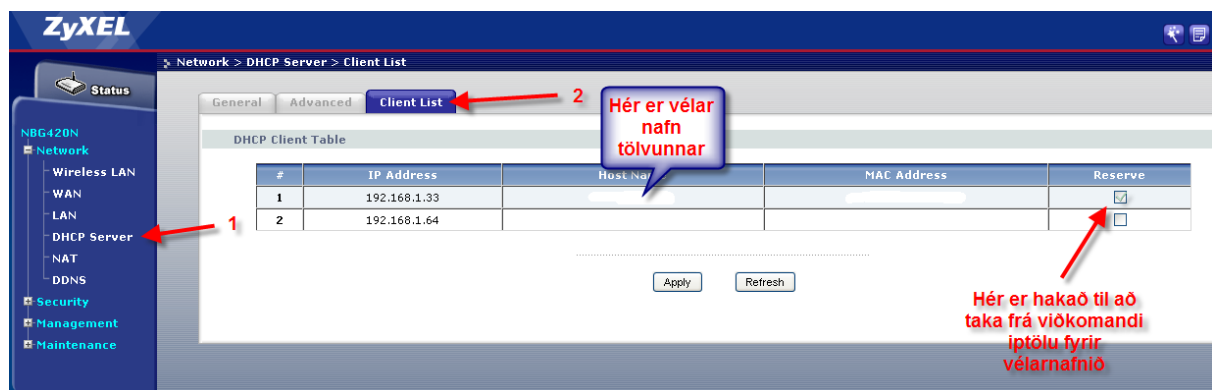 ZyXEL
Network > DHCP Server > Client List
Status
NBG420N
Network
Wireless LAN
WAN
LAN
DHCP Server
NAT
DDNS
Security
Management
Maintenance
1
General Advanced Client List
2
Hér er vélar
nafn
tölvunnar
DHCP Client Table
# IP Address Host Na MAC Address Reserve
1 192.168.1.33
2 192.168.1.64
Apply Refresh
Hér er hakað til að
taka frá viðkomandi
iptölu fyrir
vélarnafnið